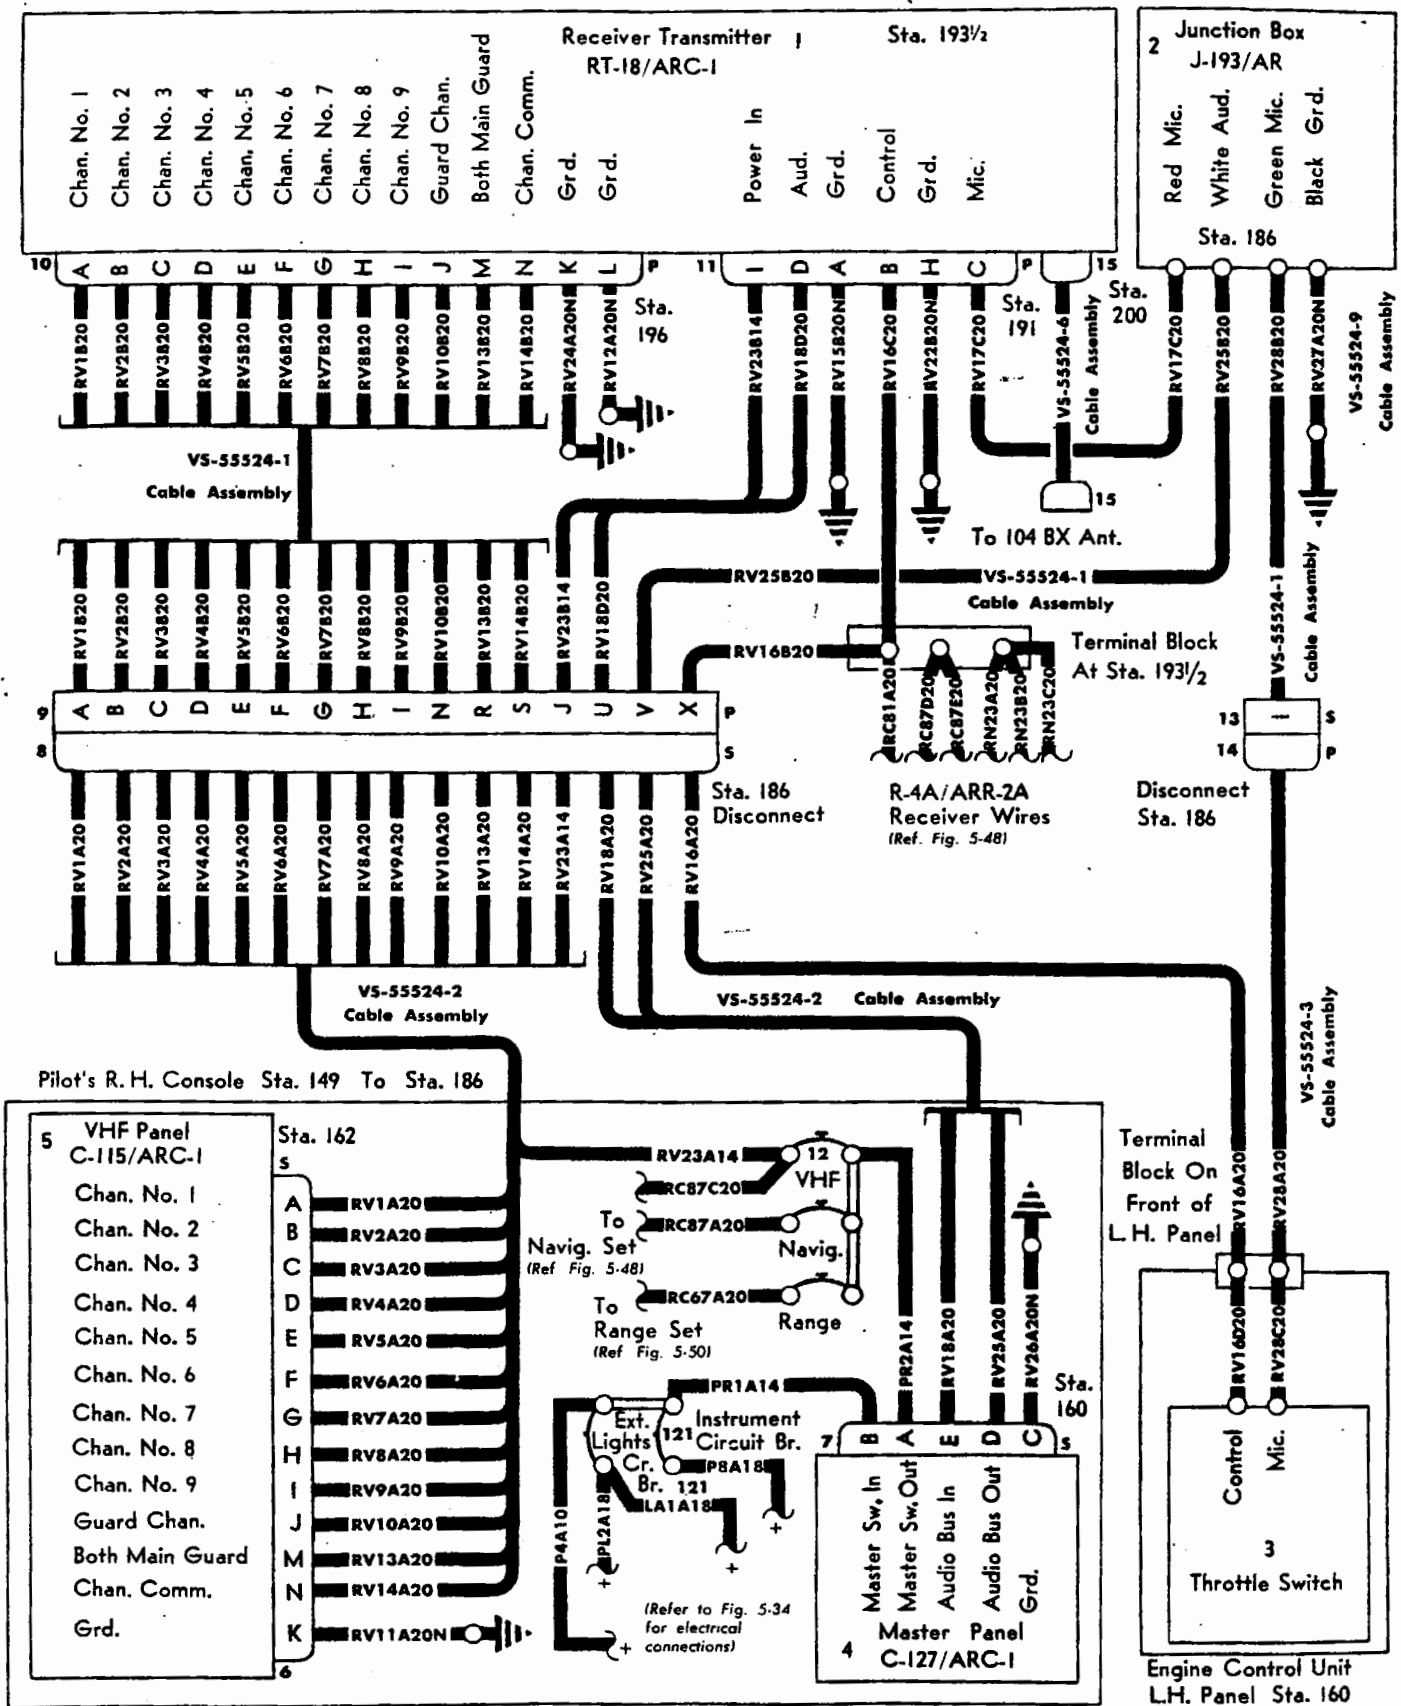 Receiver Transmitter 1 Sta. 193½
RT-18/ARC-1
Chan. No. 1
Chan. No. 2
Chan. No. 3
Chan. No. 4
Chan. No. 5
Chan. No. 6
Chan. No. 7
Chan. No. 8
Chan. No. 9
Guard Chan.
Both Main Guard
Chan. Comm.
Grd.
Grd.
Power In
Aud.
Grd.
Control
Grd.
Mic.
2 Junction Box
J-193/AR
Red Mic.
White Aud.
Green Mic.
Black Grd.
Sta. 186
10 A B C D E F G H I J M N K L P
11 I D A B H C P 15
Sta. 196
Sta. 191
Sta. 200
RV1B20
RV2B20
RV3B20
RV4B20
RV5B20
RV6B20
RV7B20
RV8B20
RV9B20
RV10B20
RV13B20
RV14B20
RV24A20N
RV12A20N
RV23B14
RV18D20
RV15B20N
RV16C20
RV22B20N
RV17C20
VS-55524-6
Cable Assembly
RV17C20
RV25B20
RV28B20
RV27A20N
VS-55524-9
Cable Assembly
VS-55524-1
Cable Assembly
15
To 104 BX Ant.
RV25B20
VS-55524-1
Cable Assembly
RV1B20
RV2B20
RV3B20
RV4B20
RV5B20
RV6B20
RV7B20
RV8B20
RV9B20
RV10B20
RV13B20
RV14B20
RV23B14
RV18D20
RV16B20
Terminal Block
At Sta. 193½
VS-55524-1
Cable Assembly
RC81A20
RC87D20
RC87E20
RN23A20
RN23B20
RN23C20
9 A B C D E F G H I N R S J U V X P
8 S
13 I S
14 P
Sta. 186
Disconnect
R-4A/ARR-2A
Receiver Wires
(Ref. Fig. 5-48)
Disconnect
Sta. 186
RV1A20
RV2A20
RV3A20
RV4A20
RV5A20
RV6A20
RV7A20
RV8A20
RV9A20
RV10A20
RV13A20
RV14A20
RV23A14
RV18A20
RV25A20
RV16A20
VS-55524-2
Cable Assembly
VS-55524-2 Cable Assembly
VS-55524-3
Cable Assembly
Pilot's R. H. Console Sta. 149 To Sta. 186
5 VHF Panel
C-115/ARC-1
Sta. 162
S
Chan. No. 1 A RV1A20
Chan. No. 2 B RV2A20
Chan. No. 3 C RV3A20
Chan. No. 4 D RV4A20
Chan. No. 5 E RV5A20
Chan. No. 6 F RV6A20
Chan. No. 7 G RV7A20
Chan. No. 8 H RV8A20
Chan. No. 9 I RV9A20
Guard Chan. J RV10A20
Both Main Guard M RV13A20
Chan. Comm. N RV14A20
Grd. K RV11A20N
6
RV23A14
12
VHF
RC87C20
To
Navig. Set
(Ref Fig. 5-48)
RC87A20
Navig.
To
Range Set
(Ref Fig. 5-50)
RC67A20
Range
PR1A14
Ext.
Lights
Cr.
Br. 121
121 Instrument
Circuit Br.
P8A18
LA1A18
PL2A18
P4A10
+
+
+
+
(Refer to Fig. 5-34
for electrical
connections)
PR2A14
RV18A20
RV25A20
RV26A20N
Sta.
160
7 B A E D C S
Master Sw. In
Master Sw. Out
Audio Bus In
Audio Bus Out
Grd.
4 Master Panel
C-127/ARC-1
Terminal
Block On
Front of
L.H. Panel
RV16A20
RV28A20
RV16D20
RV28C20
Control
Mic.
3
Throttle Switch
Engine Control Unit
L.H. Panel Sta. 160